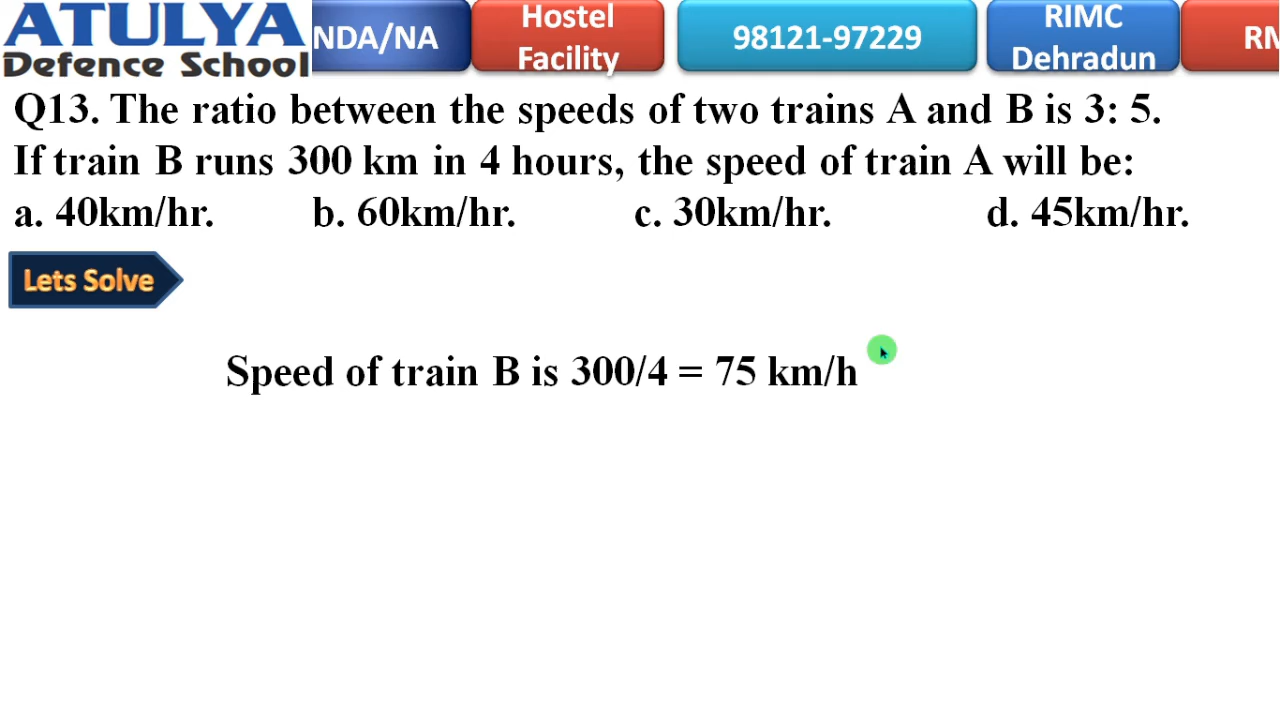 ATULYA
Defence School
NDA/NA
Hostel
Facility
98121-97229
RIMC
Dehradun
Q13. The ratio between the speeds of two trains A and B is 3: 5.
If train B runs 300 km in 4 hours, the speed of train A will be:
a. 40km/hr. b. 60km/hr. c. 30km/hr. d. 45km/hr.
Lets Solve
Speed of train B is 300/4 = 75 km/h